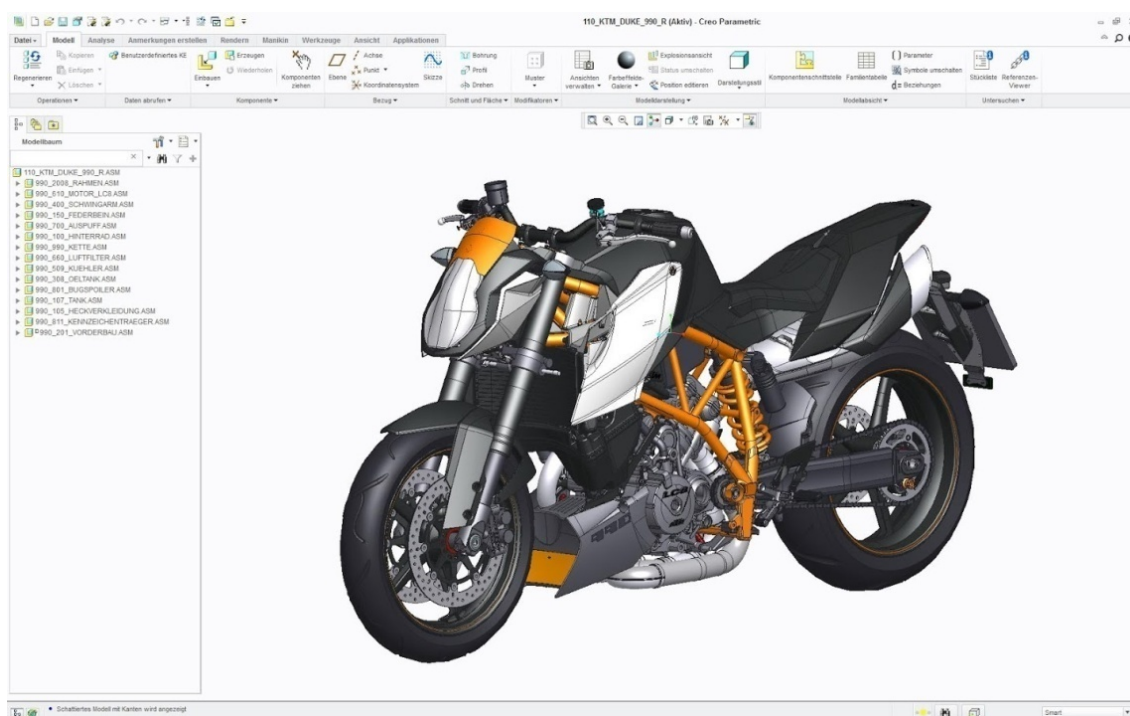 110_KTM_DUKE_990_R (Aktiv) - Creo Parametric
Datei Modell Analyse Anmerkungen erstellen Rendern Manikin Werkzeuge Ansicht Applikationen
Kopieren Benutzerdefiniertes KE Erzeugen Achse Bohrung Explosionsansicht Parameter
Einfügen Wiederholen Punkt Profil Status umschalten Symbole umschalten
Löschen Koordinatensystem Drehen Position editieren Beziehungen
Regenerieren Einbauen Komponenten ziehen Ebene Skizze Muster Ansichten verwalten Farbeffekte-Galerie Darstellungsstil Komponentenschnittstelle Familientabelle Stückliste Referenzen-Viewer
Operationen Daten abrufen Komponente Bezug Schnitt und Fläche Modifikatoren Modelldarstellung Modellabsicht Untersuchen
Modellbaum
110_KTM_DUKE_990_R.ASM
990_2008_RAHMEN.ASM
990_610_MOTOR_LC8.ASM
990_400_SCHWINGARM.ASM
990_150_FEDERBEIN.ASM
990_700_AUSPUFF.ASM
990_100_HINTERRAD.ASM
990_990_KETTE.ASM
990_660_LUFTFILTER.ASM
990_509_KUEHLER.ASM
990_308_OELTANK.ASM
990_801_BUGSPOILER.ASM
990_107_TANK.ASM
990_105_HECKVERKLEIDUNG.ASM
990_811_KENNZEICHENTRAEGER.ASM
990_201_VORDERBAU.ASM
LC8
990
Schattiertes Modell mit Kanten wird angezeigt
Smart